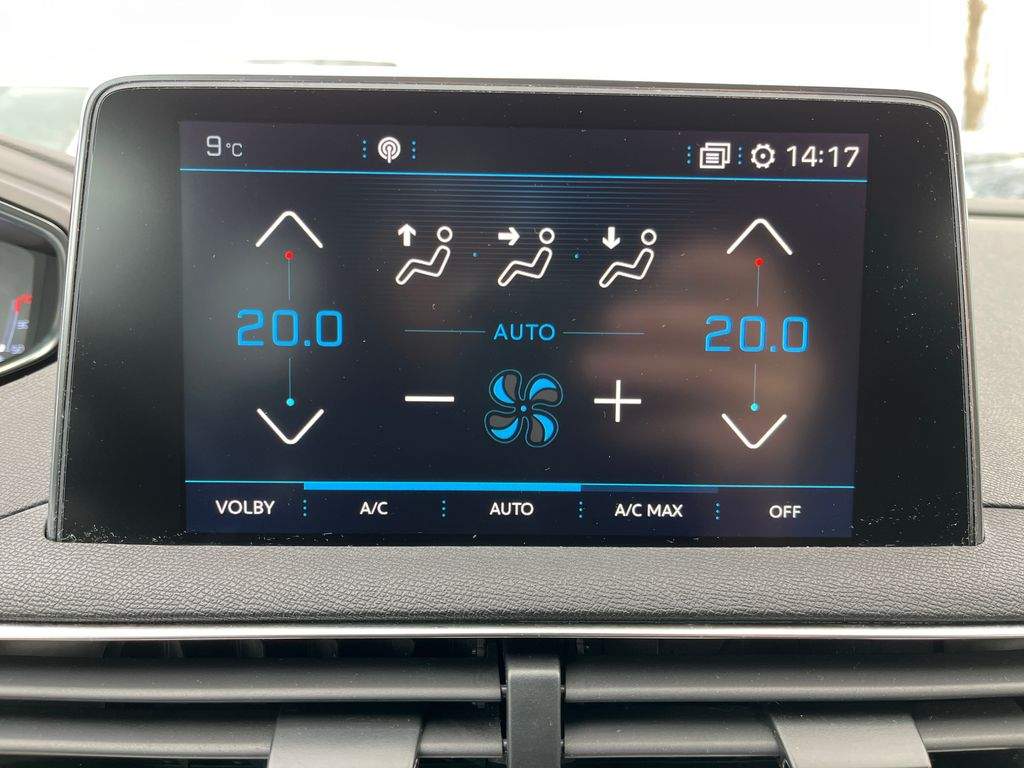 9°C
14:17
20.0
AUTO
20.0
VOLBY
A/C
AUTO
A/C MAX
OFF